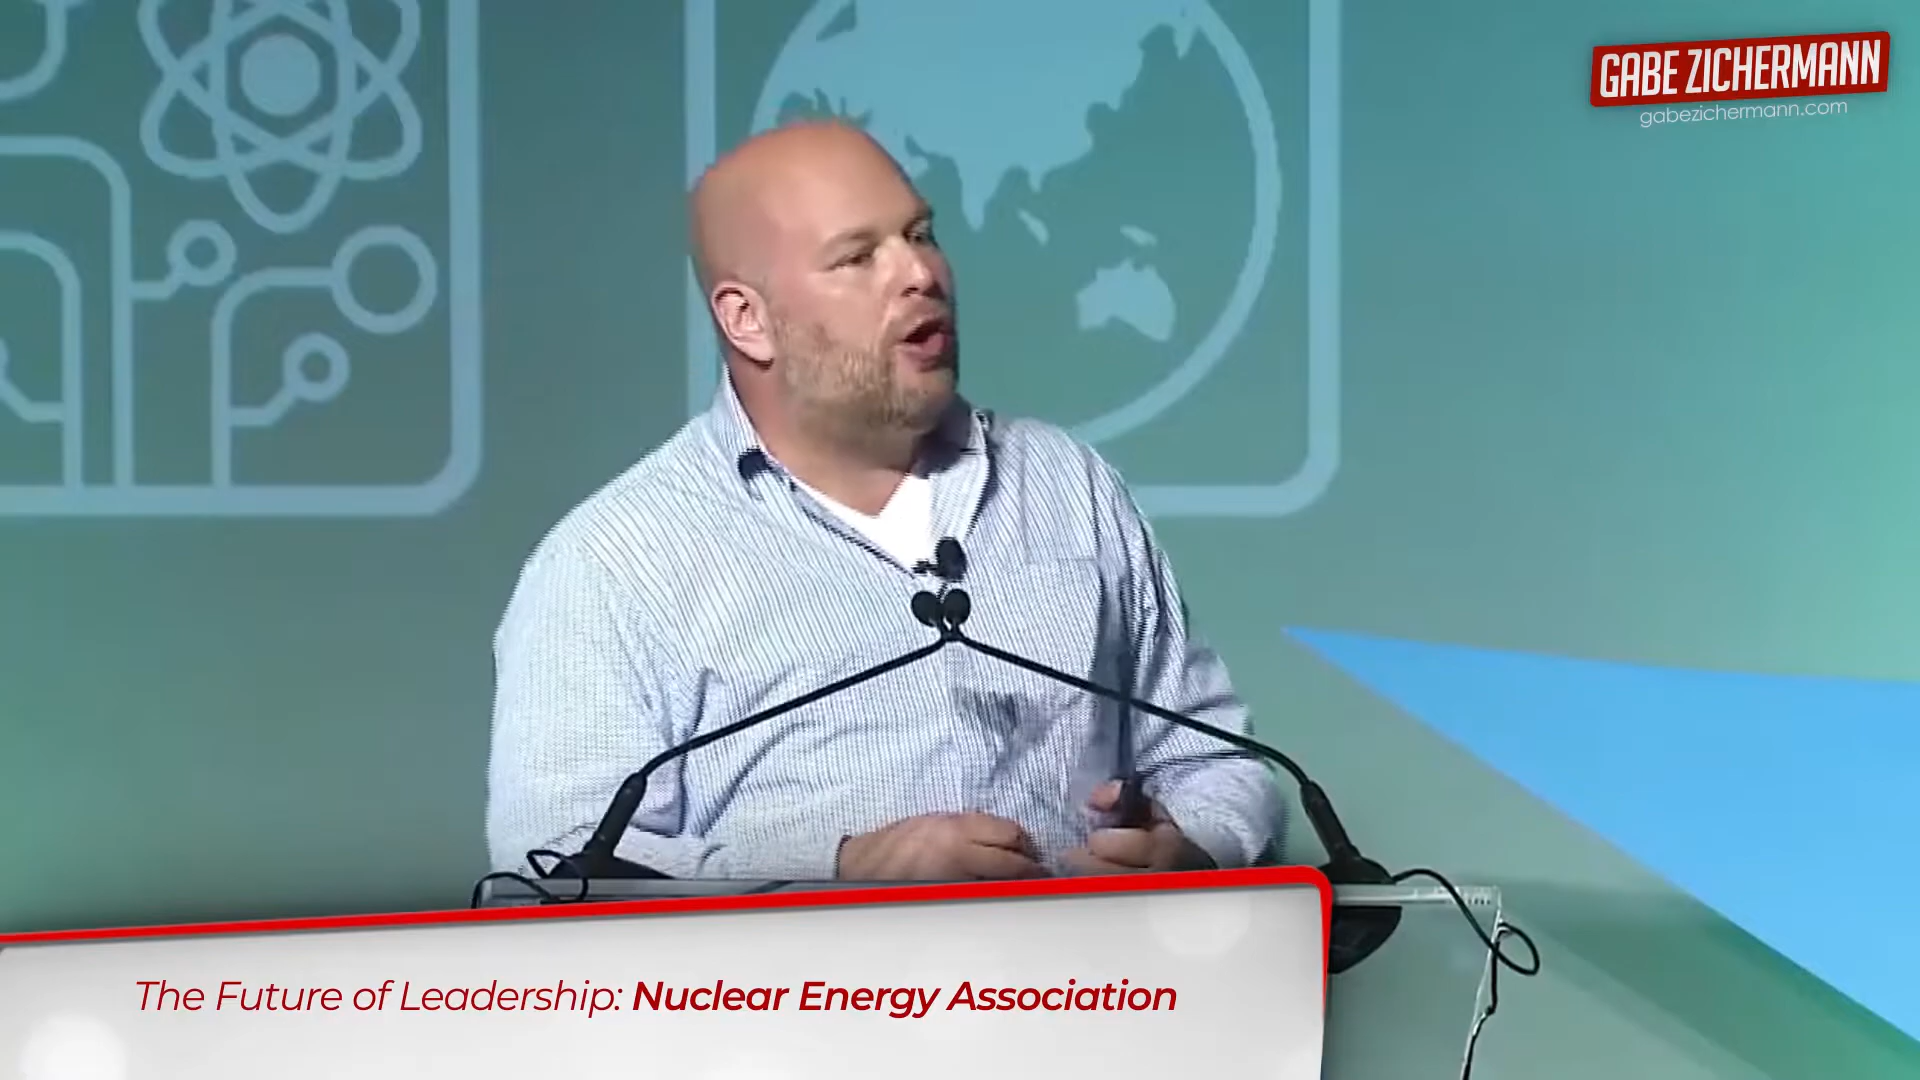 GABE ZICHERMANN
gabezichermann.com
The Future of Leadership: Nuclear Energy Association